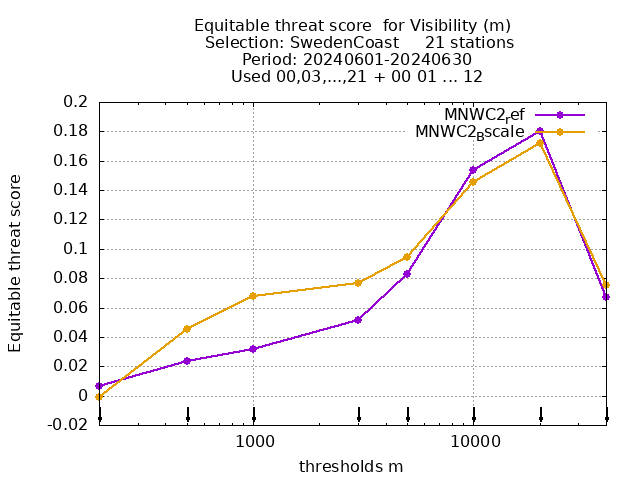 Equitable threat score  for Visibility (m)
Selection: SwedenCoast     21 stations
Period: 20240601-20240630
Used 00,03,...,21 + 00 01 ... 12
MNWC2ref
MNWC2Bscale
0.2
0.18
0.16
0.14
0.12
0.1
0.08
0.06
0.04
0.02
0
-0.02
Equitable threat score
1000
10000
thresholds m